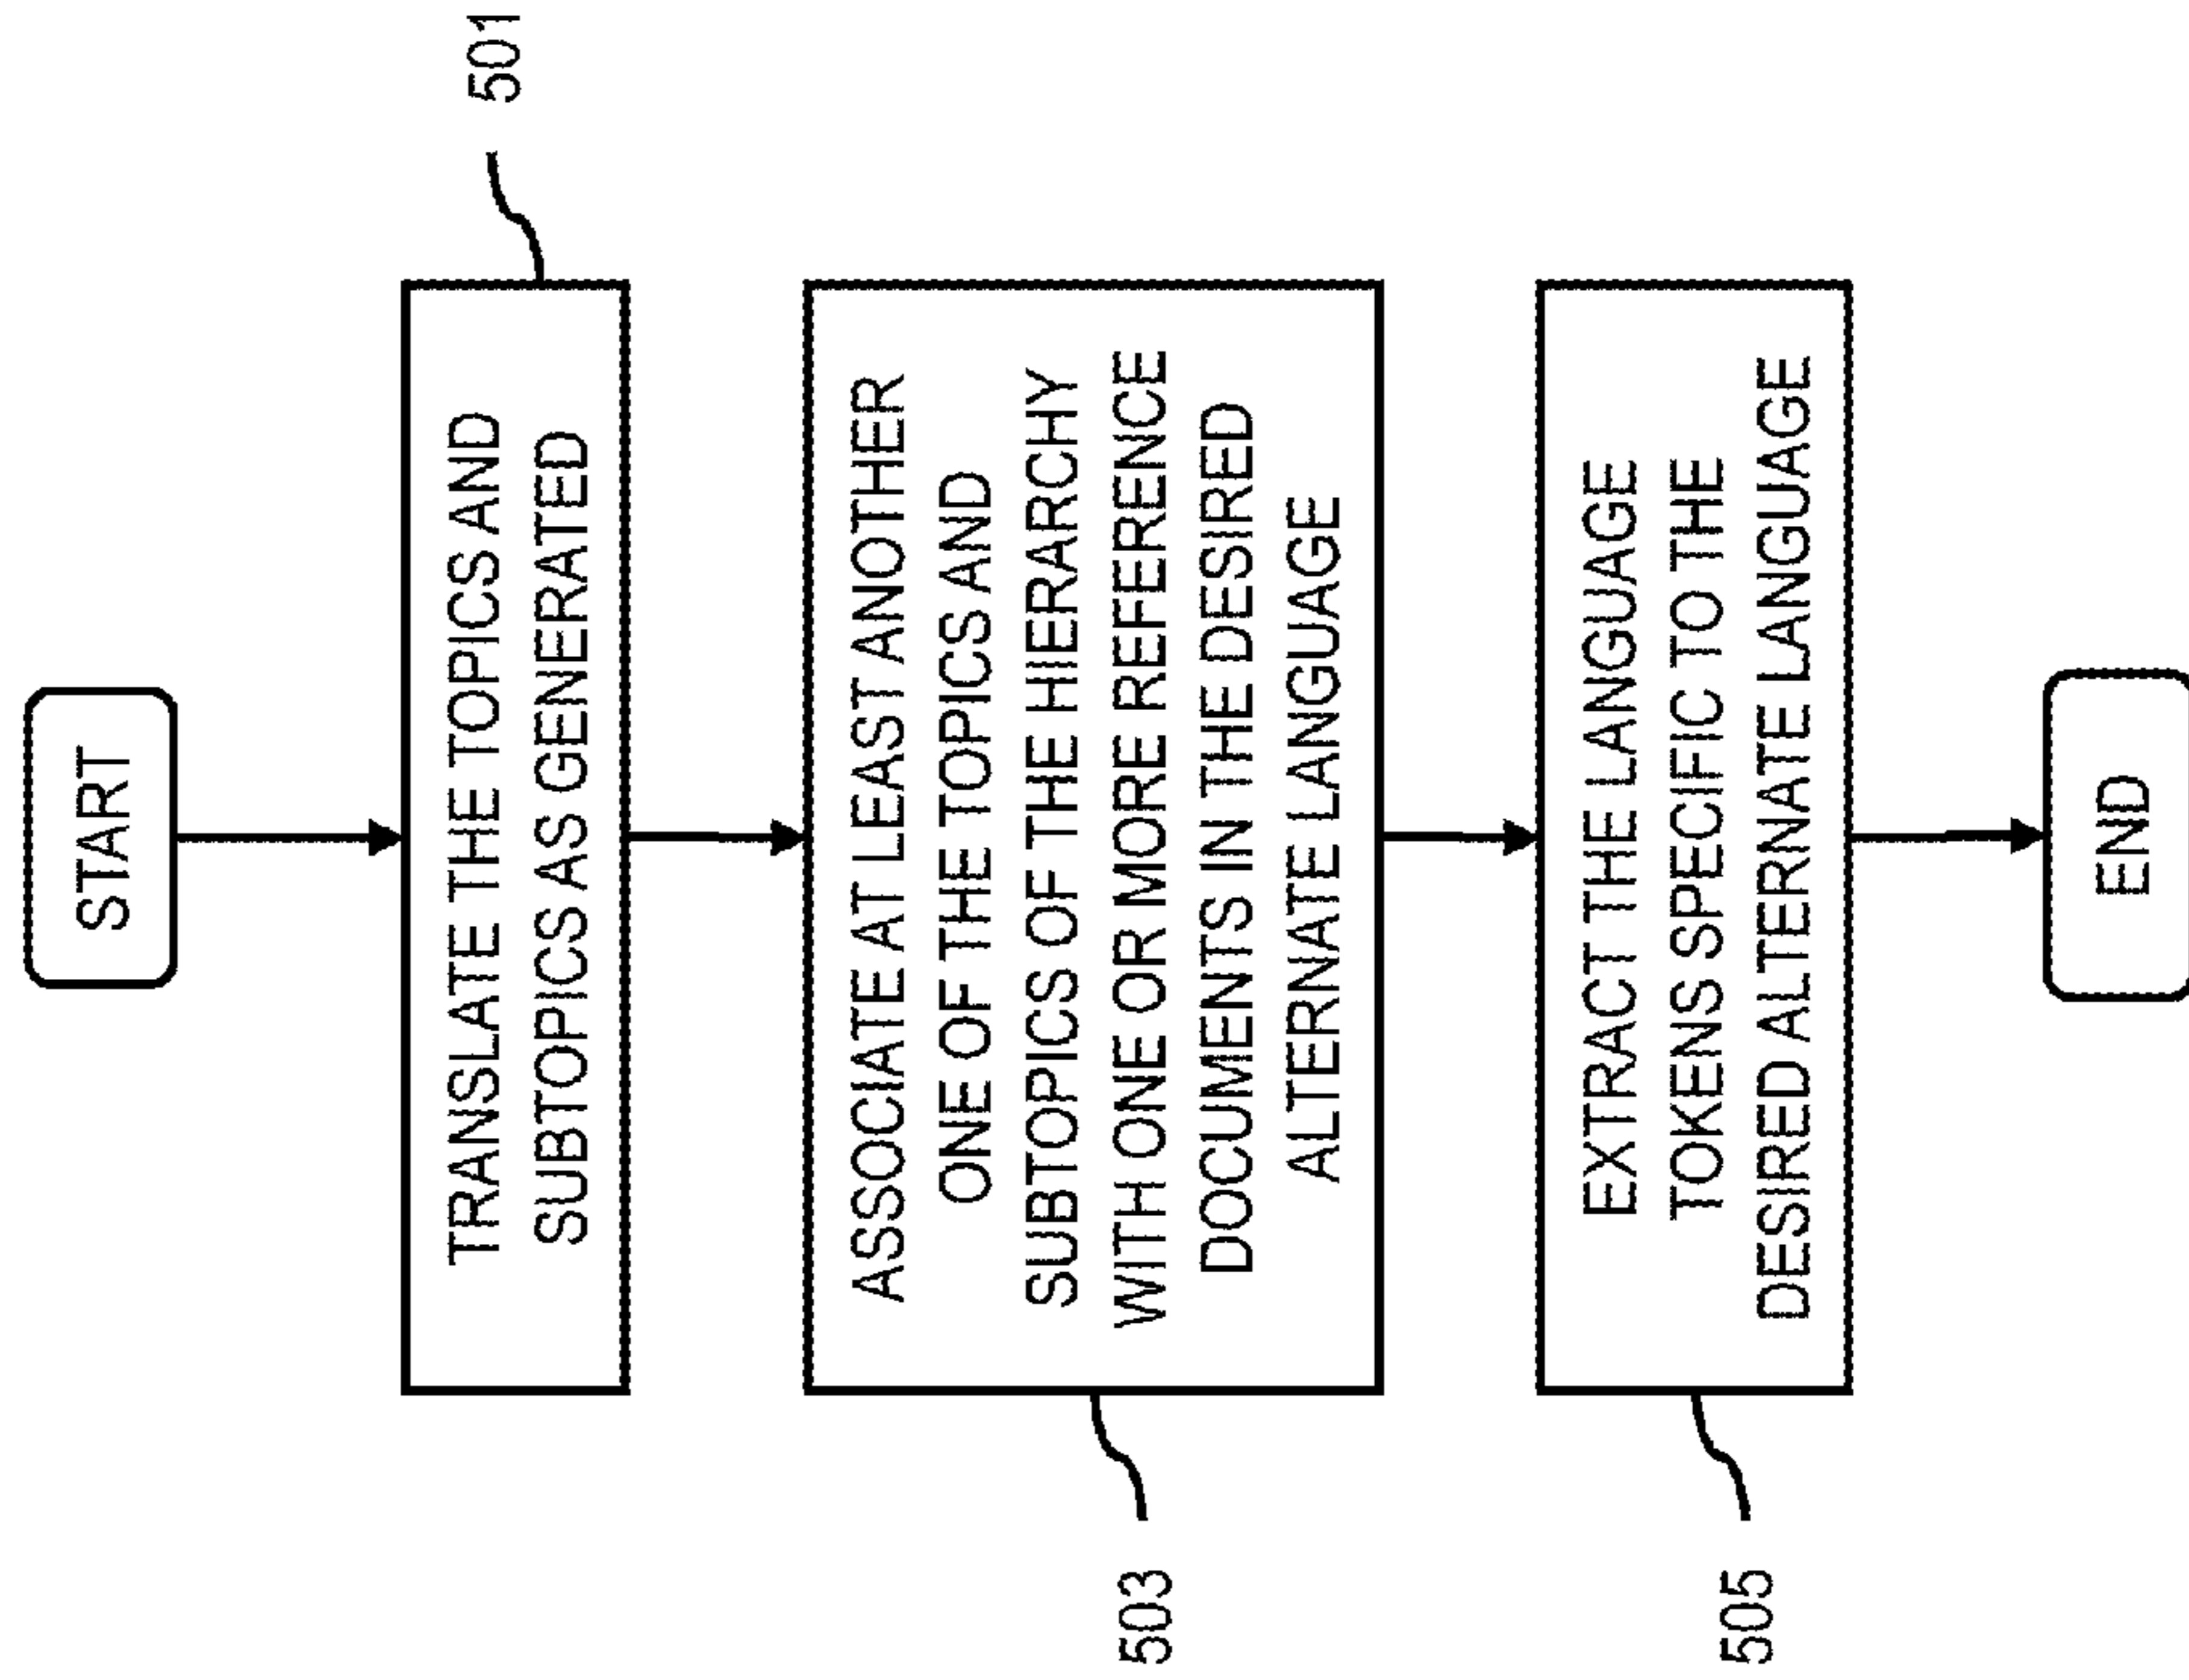 START
TRANSLATE THE TOPICS AND
SUBTOPICS AS GENERATED
501
ASSOCIATE AT LEAST ANOTHER
ONE OF THE TOPICS AND
SUBTOPICS OF THE HIERARCHY
WITH ONE OR MORE REFERENCE
DOCUMENTS IN THE DESIRED
ALTERNATE LANGUAGE
503
EXTRACT THE LANGUAGE
TOKENS SPECIFIC TO THE
DESIRED ALTERNATE LANGUAGE
505
END